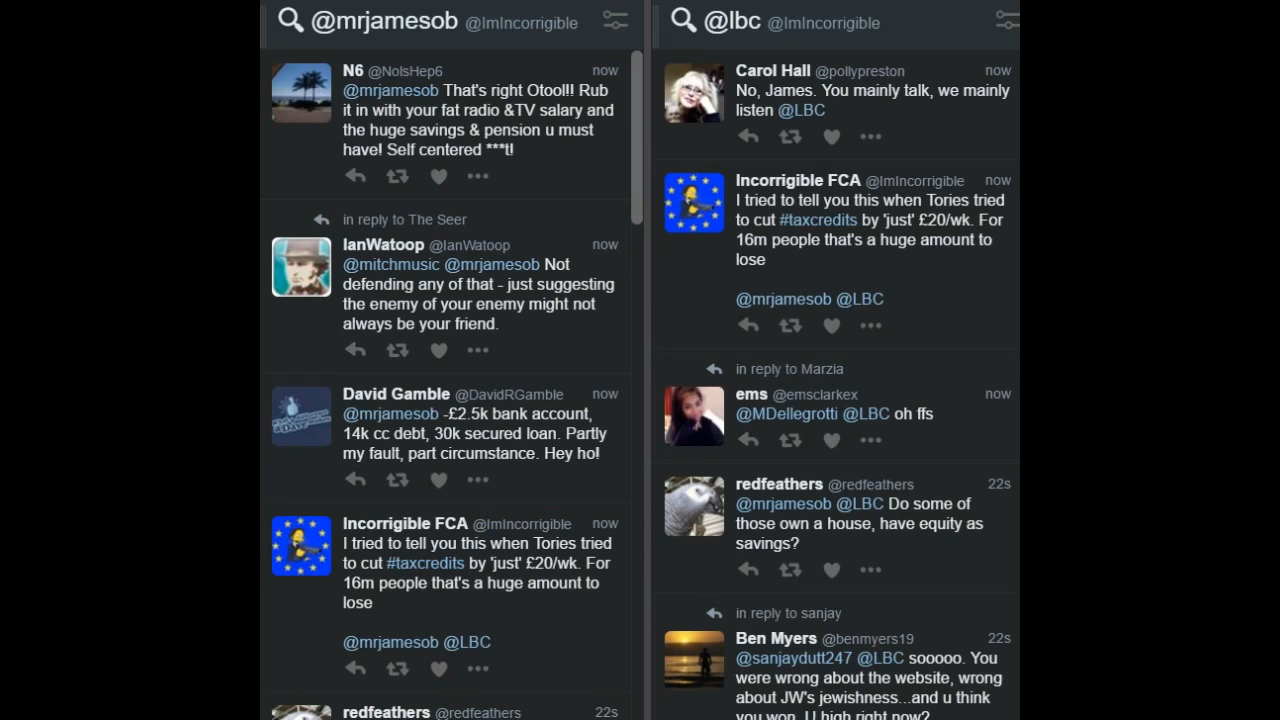 @mrjamesob @ImIncorrigible
N6 @NolsHep6 now
@mrjamesob That's right Otool!! Rub
it in with your fat radio &TV salary and
the huge savings & pension u must
have! Self centered ***t!
in reply to The Seer
IanWatoop @IanWatoop now
@mitchmusic @mrjamesob Not
defending any of that - just suggesting
the enemy of your enemy might not
always be your friend.
David Gamble @DavidRGamble now
@mrjamesob -£2.5k bank account,
14k cc debt, 30k secured loan. Partly
my fault, part circumstance. Hey ho!
Incorrigible FCA @ImIncorrigible now
I tried to tell you this when Tories tried
to cut #taxcredits by 'just' £20/wk. For
16m people that's a huge amount to
lose
@mrjamesob @LBC
redfeathers @redfeathers 22s
@lbc @ImIncorrigible
Carol Hall @pollypreston now
No, James. You mainly talk, we mainly
listen @LBC
Incorrigible FCA @ImIncorrigible now
I tried to tell you this when Tories tried
to cut #taxcredits by 'just' £20/wk. For
16m people that's a huge amount to
lose
@mrjamesob @LBC
in reply to Marzia
ems @emsclarkex now
@MDellegrotti @LBC oh ffs
redfeathers @redfeathers 22s
@mrjamesob @LBC Do some of
those own a house, have equity as
savings?
in reply to sanjay
Ben Myers @benmyers19 22s
@sanjaydutt247 @LBC sooooo. You
were wrong about the website, wrong
about JW's jewishness...and u think
you won. U high right now?